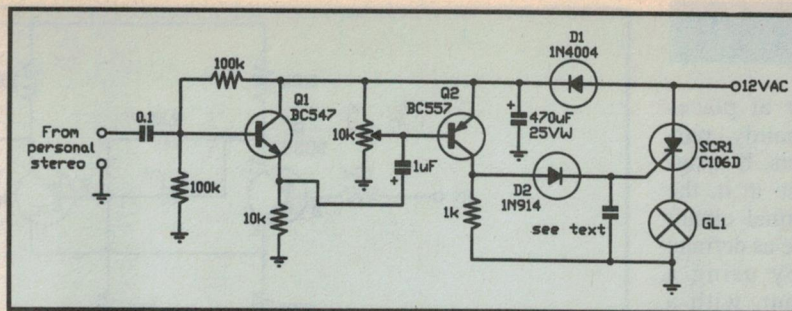 D1
1N4004
100k
12VAC
Q1
BC547
Q2
BC557
0.1
From
personal
stereo
10k
470uF
25VW
SCR1
C106D
1uF
D2
1N914
100k
10k
1k
see text
GL1